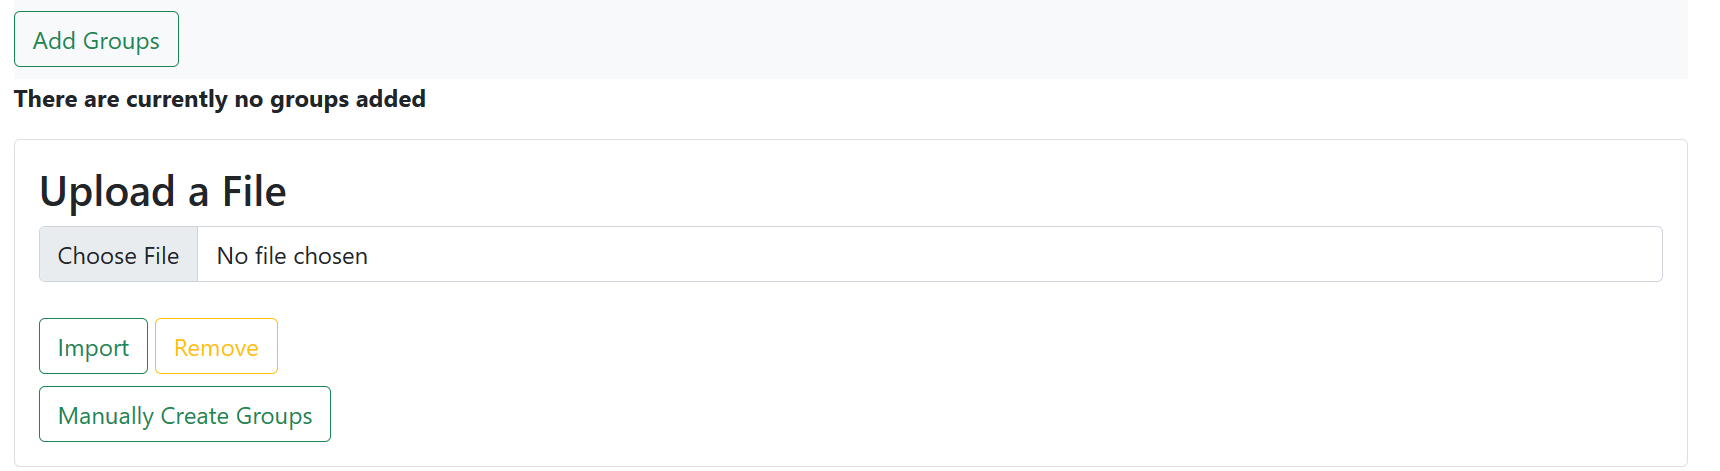 Add Groups
There are currently no groups added
Upload a File
Choose File No file chosen
Import Remove
Manually Create Groups